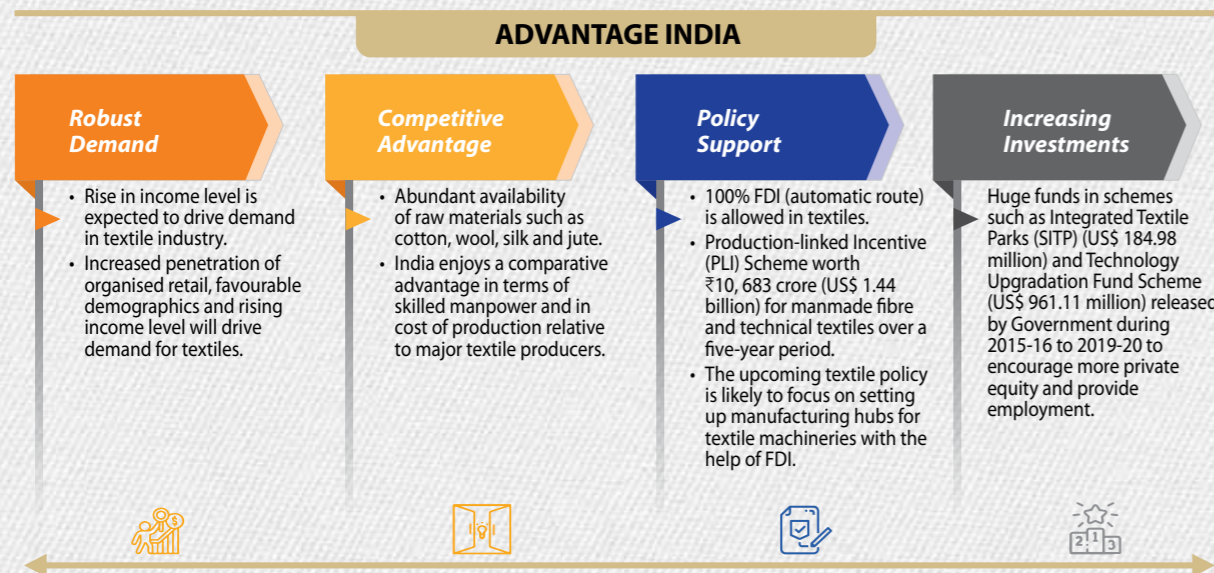 ADVANTAGE INDIA
Robust
Demand
• Rise in income level is
expected to drive demand
in textile industry.
• Increased penetration of
organised retail, favourable
demographics and rising
income level will drive
demand for textiles.
Competitive
Advantage
• Abundant availability
of raw materials such as
cotton, wool, silk and jute.
• India enjoys a comparative
advantage in terms of
skilled manpower and in
cost of production relative
to major textile producers.
Policy
Support
• 100% FDI (automatic route)
is allowed in textiles.
• Production-linked Incentive
(PLI) Scheme worth
₹10, 683 crore (US$ 1.44
billion) for manmade fibre
and technical textiles over a
five-year period.
• The upcoming textile policy
is likely to focus on setting
up manufacturing hubs for
textile machineries with the
help of FDI.
Increasing
Investments
Huge funds in schemes
such as Integrated Textile
Parks (SITP) (US$ 184.98
million) and Technology
Upgradation Fund Scheme
(US$ 961.11 million) released
by Government during
2015-16 to 2019-20 to
encourage more private
equity and provide
employment.
$
2 1 3